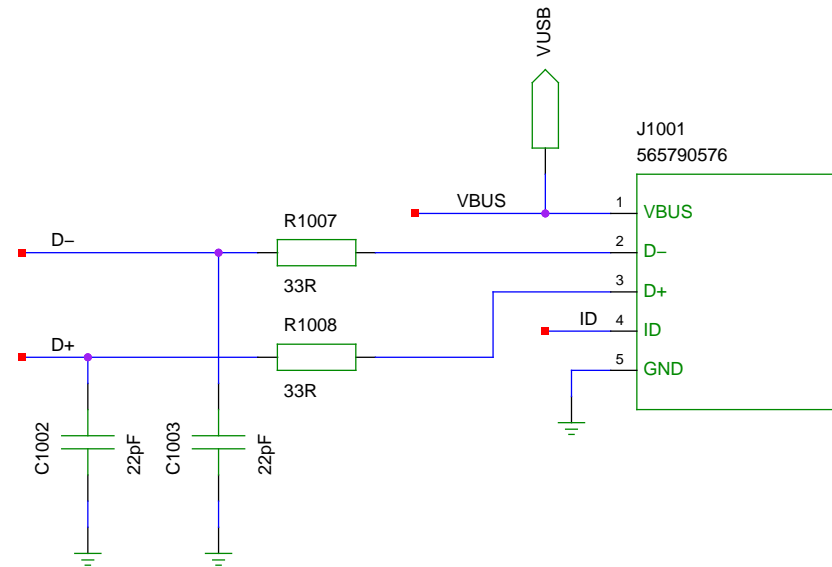 VUSB
J1001
565790576
VBUS
1
VBUS
R1007
D–
2
D–
33R
3
D+
R1008
ID
4
ID
D+
5
GND
33R
C1002
22pF
C1003
22pF